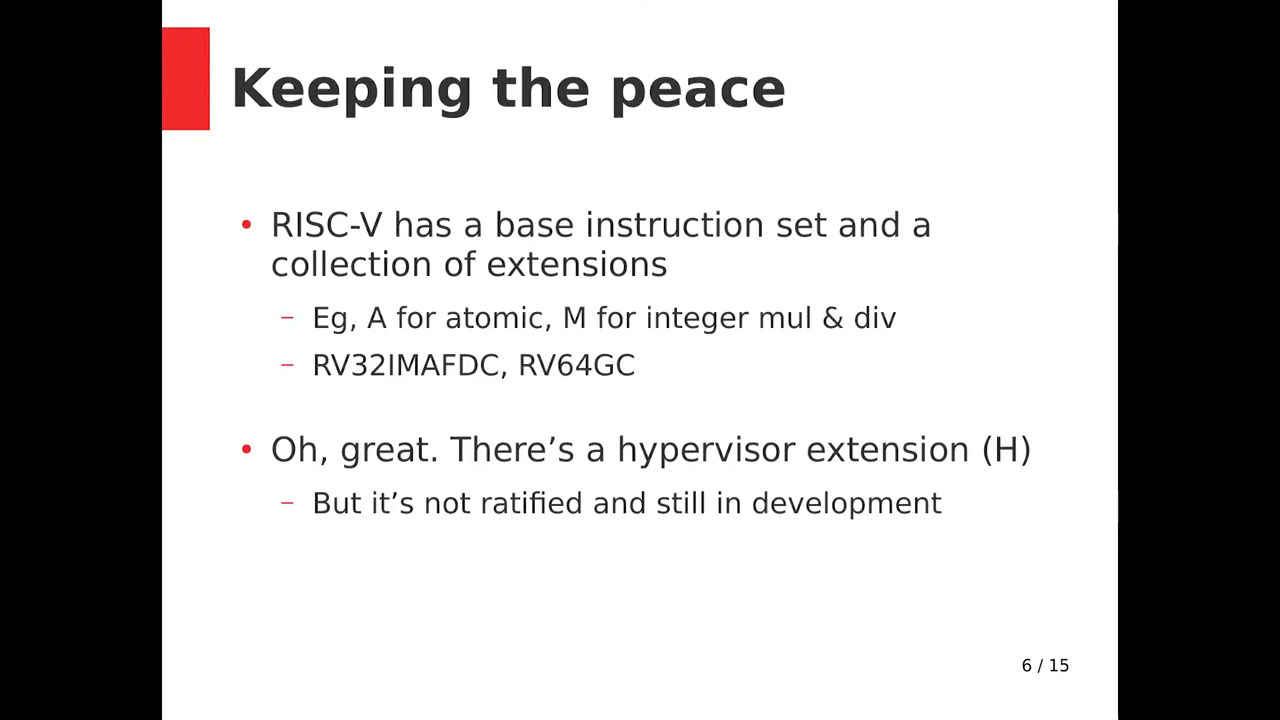 Keeping the peace
• RISC-V has a base instruction set and a
collection of extensions
– Eg, A for atomic, M for integer mul & div
– RV32IMAFDC, RV64GC
• Oh, great. There’s a hypervisor extension (H)
– But it’s not ratified and still in development
6 / 15